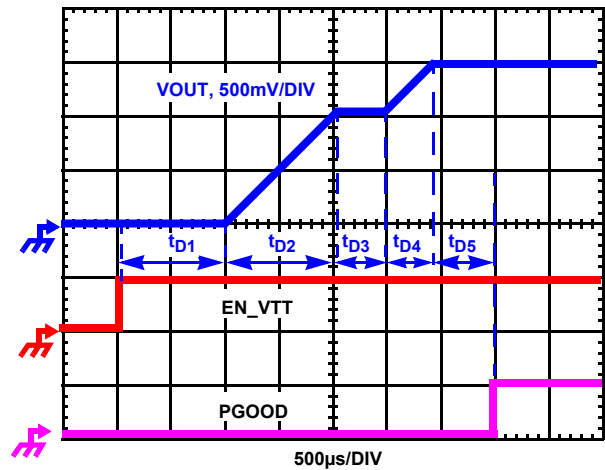 VOUT, 500mV/DIV
tD1 tD2 tD3 tD4 tD5
EN_VTT
PGOOD
500µs/DIV